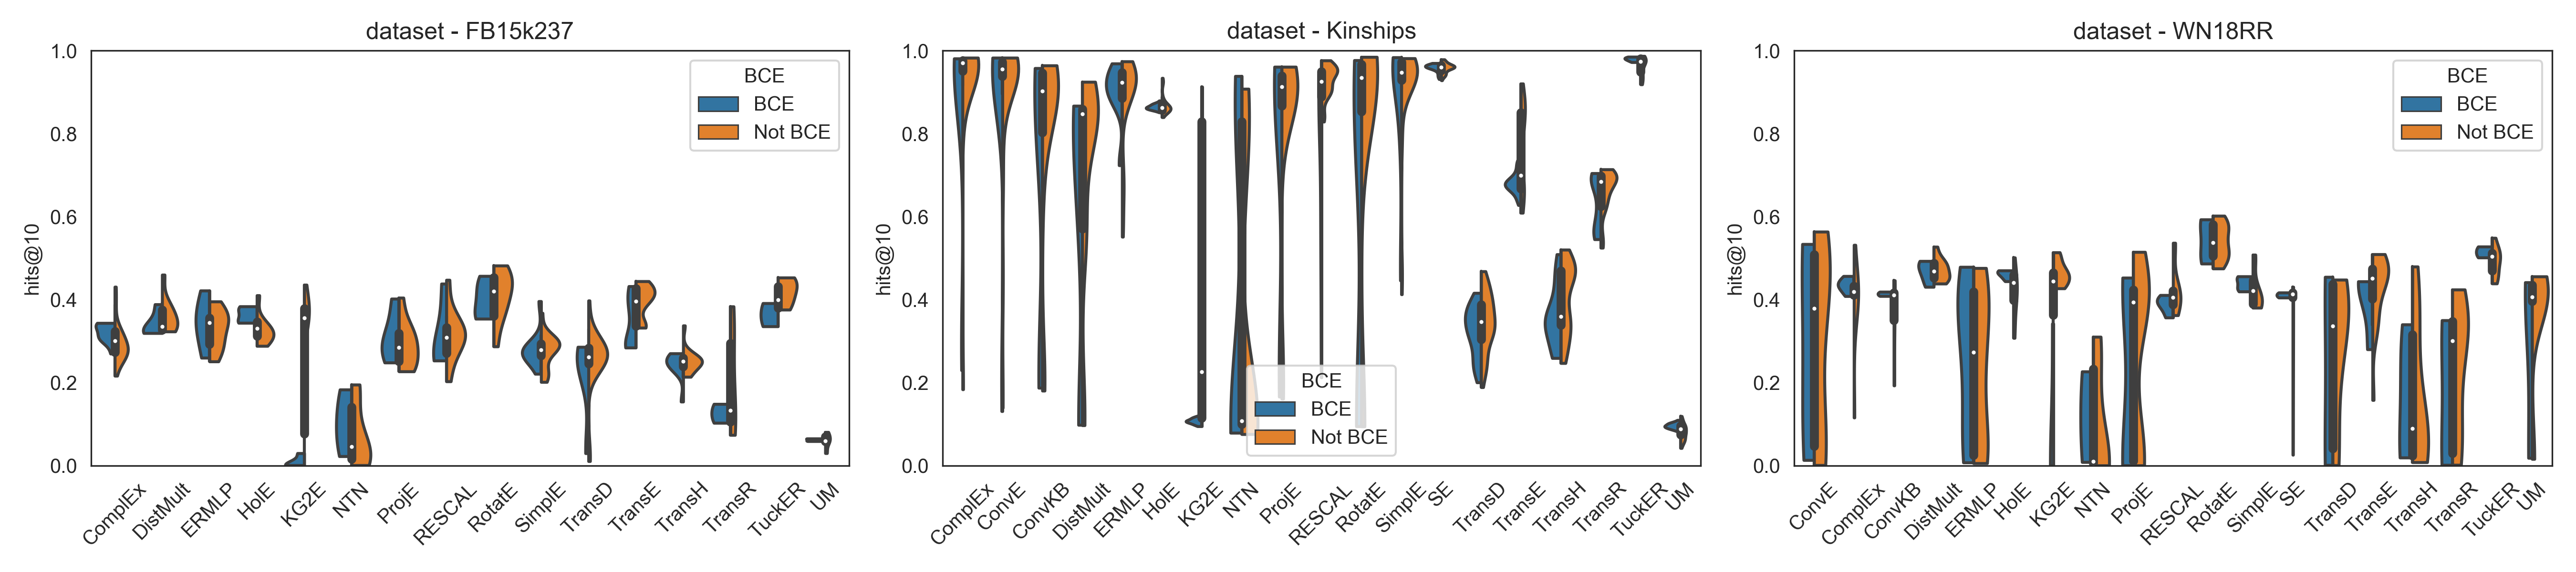 dataset - FB15k237
hits@10
1.0
0.8
0.6
0.4
0.2
0.0
BCE
BCE
Not BCE
ComplEx
DistMult
ERMLP
HolE
KG2E
NTN
ProjE
RESCAL
RotatE
SimplE
TransD
TransE
TransH
TransR
TuckER
UM
dataset - Kinships
hits@10
1.0
0.8
0.6
0.4
0.2
0.0
BCE
BCE
Not BCE
ComplEx
ConvE
ConvKB
DistMult
ERMLP
HolE
KG2E
NTN
ProjE
RESCAL
RotatE
SimplE
SE
TransD
TransE
TransH
TransR
TuckER
UM
dataset - WN18RR
hits@10
1.0
0.8
0.6
0.4
0.2
0.0
BCE
BCE
Not BCE
ConvE
ComplEx
ConvKB
DistMult
ERMLP
HolE
KG2E
NTN
ProjE
RESCAL
RotatE
SimplE
SE
TransD
TransE
TransH
TransR
TuckER
UM